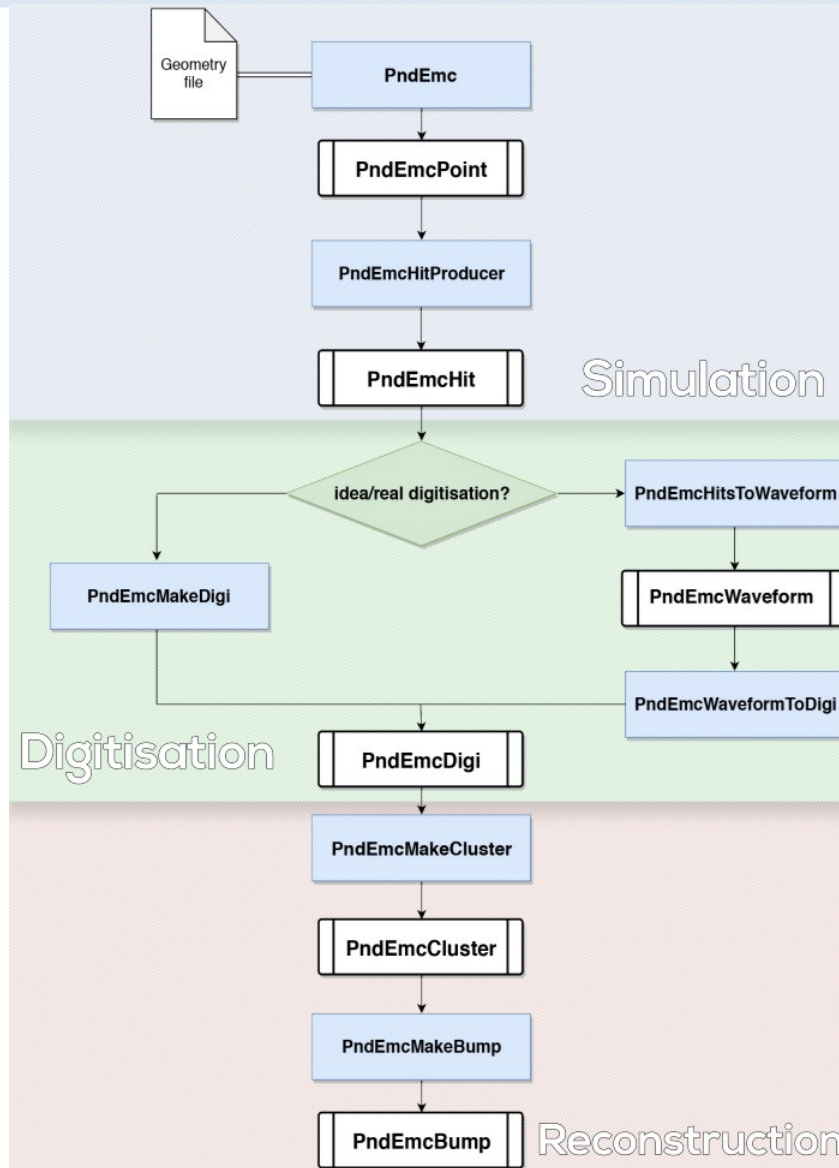 Geometry
file
PndEmc
PndEmcPoint
PndEmcHitProducer
PndEmcHit
Simulation
idea/real digitisation?
PndEmcHitsToWaveform
PndEmcMakeDigi
PndEmcWaveform
PndEmcWaveformToDigi
Digitisation
PndEmcDigi
PndEmcMakeCluster
PndEmcCluster
PndEmcMakeBump
PndEmcBump
Reconstruction